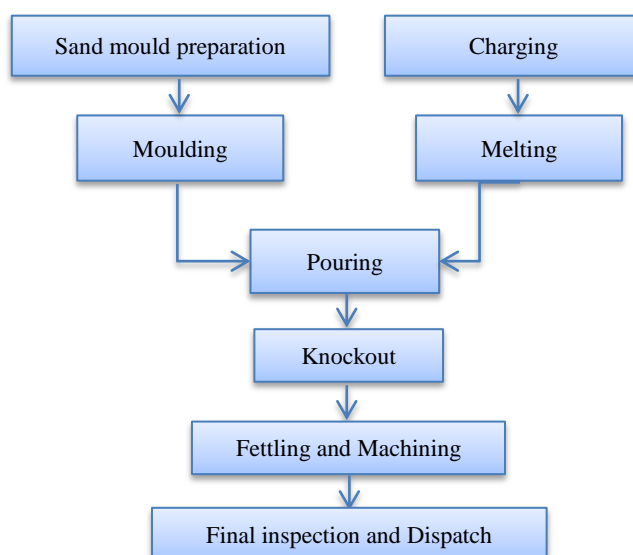 Sand mould preparation
Charging
Moulding
Melting
Pouring
Knockout
Fettling and Machining
Final inspection and Dispatch